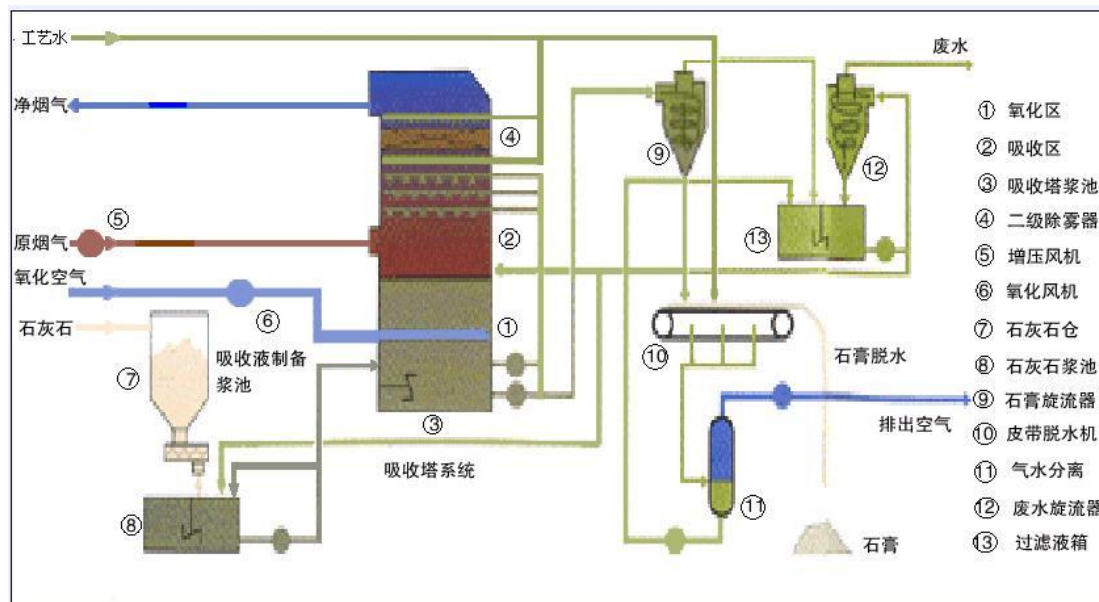 工艺水
净烟气
原烟气
氧化空气
石灰石
吸收液制备
浆池
吸收塔系统
废水
石膏脱水
排出空气
石膏
④
⑤
②
①
⑥
⑦
③
⑧
⑨
⑫
⑬
⑩
⑪
① 氧化区
② 吸收区
③ 吸收塔浆池
④ 二级除雾器
⑤ 增压风机
⑥ 氧化风机
⑦ 石灰石仓
⑧ 石灰石浆池
⑨ 石膏旋流器
⑩ 皮带脱水机
⑪ 气水分离
⑫ 废水旋流器
⑬ 过滤液箱